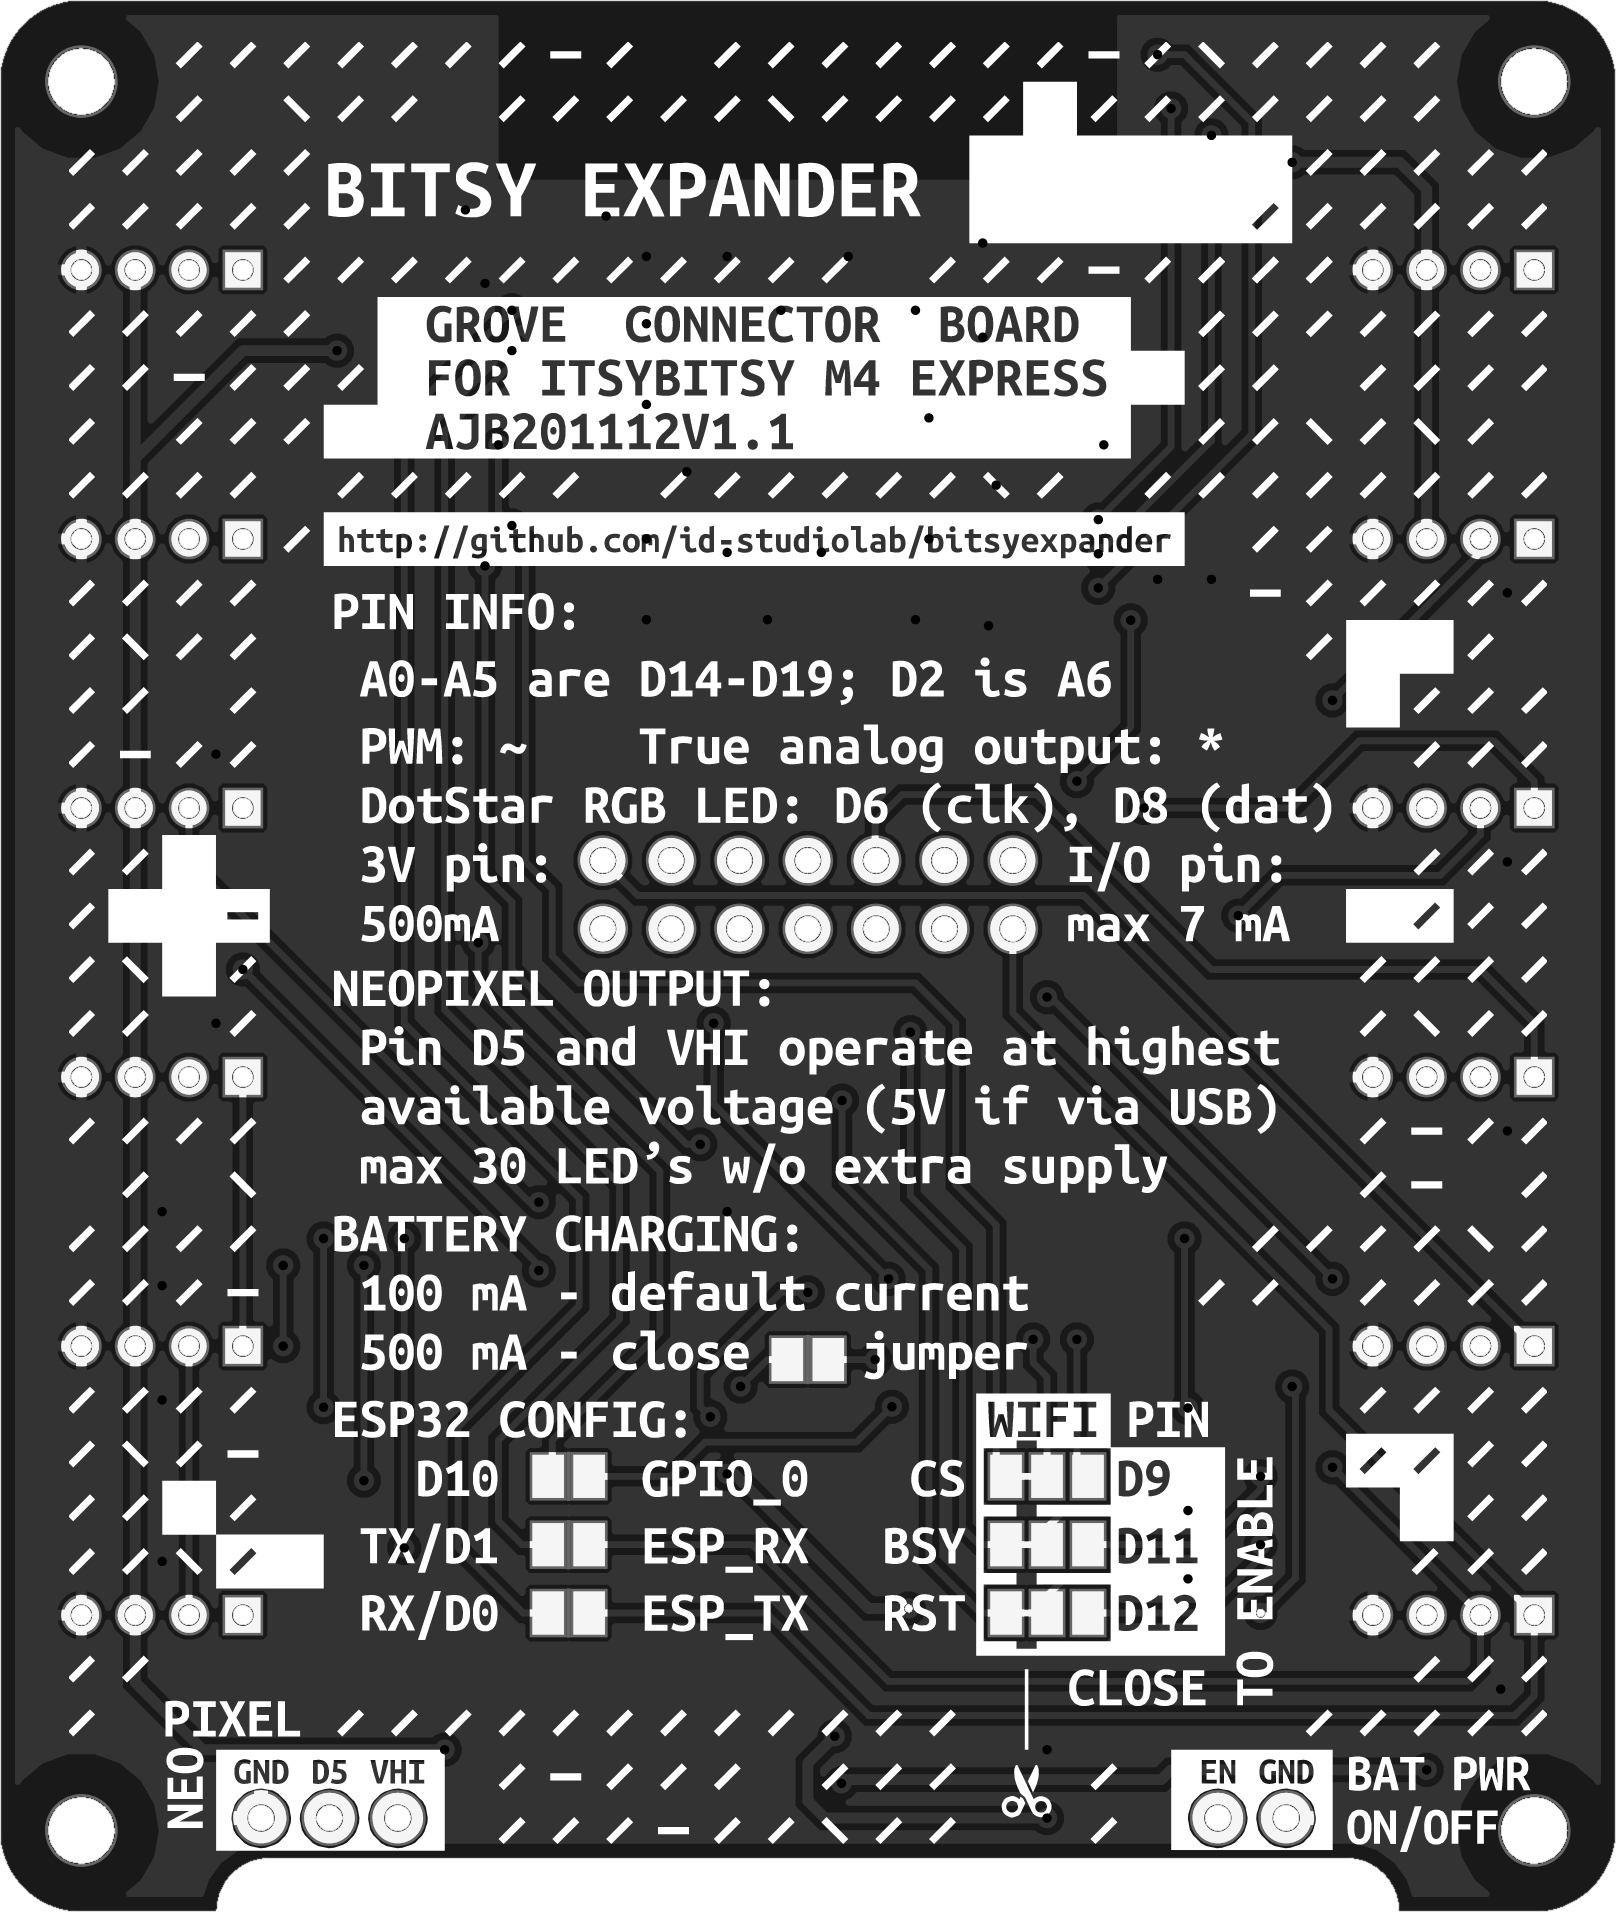 BITSY EXPANDER
GROVE CONNECTOR BOARD
FOR ITSYBITSY M4 EXPRESS
AJB201112V1.1
http://github.com/id-studiolab/bitsyexpander
PIN INFO:
A0-A5 are D14-D19; D2 is A6
PWM: ~ True analog output: *
DotStar RGB LED: D6 (clk), D8 (dat)
3V pin: I/O pin:
500mA max 7 mA
NEOPIXEL OUTPUT:
Pin D5 and VHI operate at highest
available voltage (5V if via USB)
max 30 LED’s w/o extra supply
BATTERY CHARGING:
100 mA - default current
500 mA - close jumper
ESP32 CONFIG: WIFI PIN
D10 GPIO_0 CS D9
TX/D1 ESP_RX BSY D11
RX/D0 ESP_TX RST D12
CLOSE
TO ENABLE
PIXEL
NEO
GND D5 VHI
EN GND
BAT PWR
ON/OFF